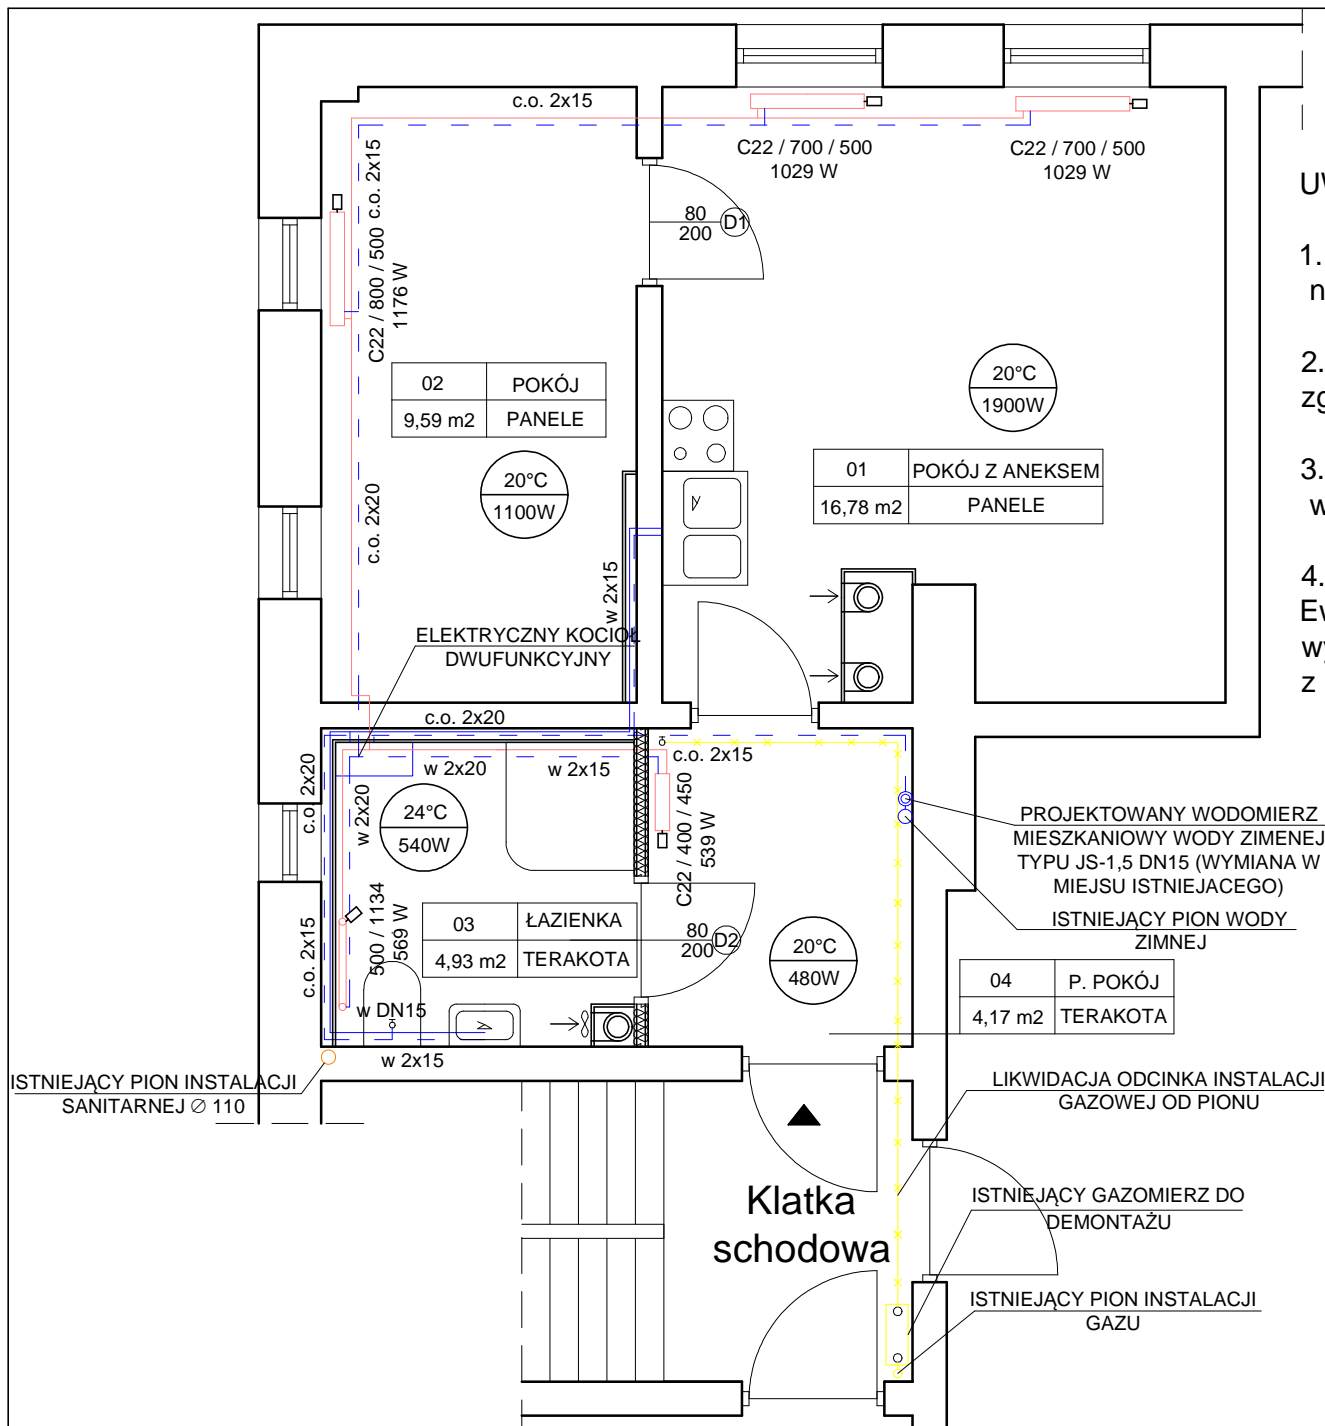 c.o. 2x15
C22 / 700 / 500
1029 W
C22 / 700 / 500
1029 W
c.o. 2x15
C22 / 800 / 500
1176 W
80
200
D1
02
POKÓJ
9,59 m2
PANELE
20°C
1100W
20°C
1900W
01
POKÓJ Z ANEKSEM
16,78 m2
PANELE
c.o. 2x20
w 2x15
ELEKTRYCZNY KOCIOŁ
DWUFUNKCYJNY
c.o. 2x20
c.o. 2x20
w 2x20
w 2x20
w 2x15
c.o. 2x15
24°C
540W
C22 / 400 / 450
539 W
PROJEKTOWANY WODOMIERZ
MIESZKANIOWY WODY ZIMENEJ
TYPU JS-1,5 DN15 (WYMIANA W
MIEJSU ISTNIEJACEGO)
ISTNIEJĄCY PION WODY
ZIMNEJ
500 / 1134
569 W
c.o. 2x15
03
ŁAZIENKA
4,93 m2
TERAKOTA
80
200
D2
20°C
480W
04
P. POKÓJ
4,17 m2
TERAKOTA
w DN15
w 2x15
ISTNIEJĄCY PION INSTALACJI
SANITARNEJ ∅ 110
LIKWIDACJA ODCINKA INSTALACJI
GAZOWEJ OD PIONU
Klatka
schodowa
ISTNIEJĄCY GAZOMIERZ DO
DEMONTAŻU
ISTNIEJĄCY PION INSTALACJI
GAZU
1.
2.
3.
4.
z